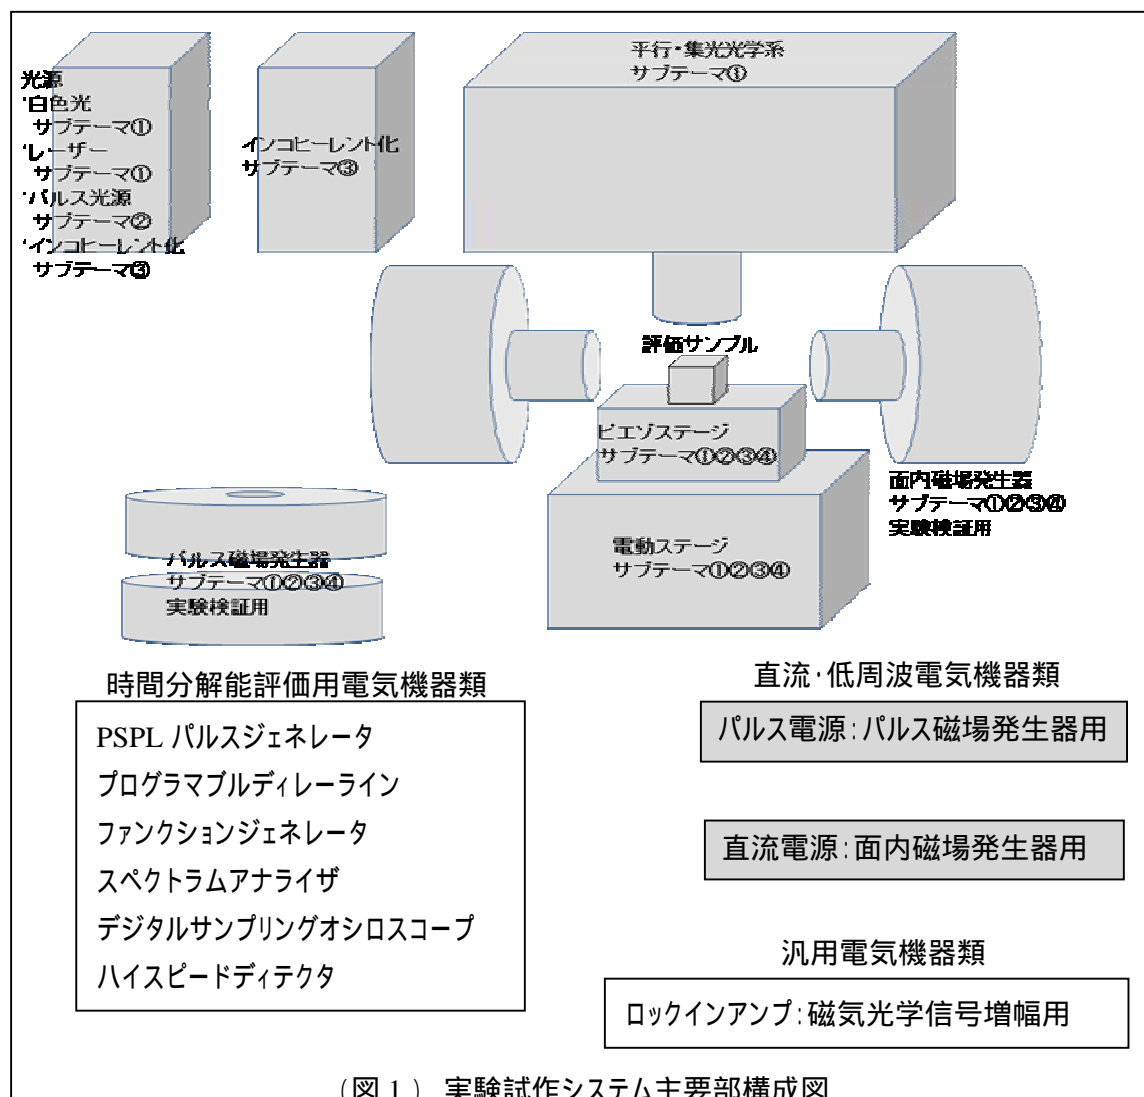 光源
・白色光
サブテーマ①
・レーザー
サブテーマ①
・パルス光源
サブテーマ②
・インコヒーレント化
サブテーマ③
インコヒーレント化
サブテーマ③
平行・集光光学系
サブテーマ①
評価サンプル
ピエゾステージ
サブテーマ①②③④
電動ステージ
サブテーマ①②③④
面内磁場発生器
サブテーマ①②③④
実験検証用
パルス磁場発生器
サブテーマ①②③④
実験検証用
時間分解能評価用電気機器類
PSPL パルスジェネレータ
プログラマブルディレーライン
ファンクションジェネレータ
スペクトラムアナライザ
デジタルサンプリングオシロスコープ
ハイスピードディテクタ
直流・低周波電気機器類
パルス電源：パルス磁場発生器用
直流電源：面内磁場発生器用
汎用電気機器類
ロックインアンプ：磁気光学信号増幅用
（図１） 実験試作システム主要部構成図